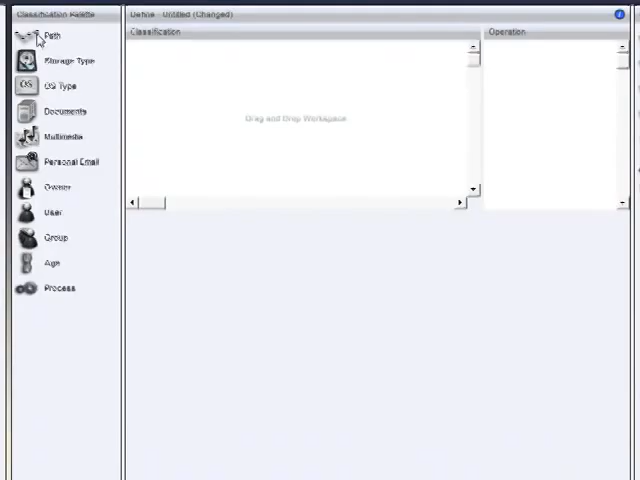 Classification Palette
Define - Untitled (Changed)
Classification
Operation
Path
Storage Type
OS
OS Type
Documents
Multimedia
Personal Email
Owner
User
Group
Age
Process
Drag and Drop Workspace